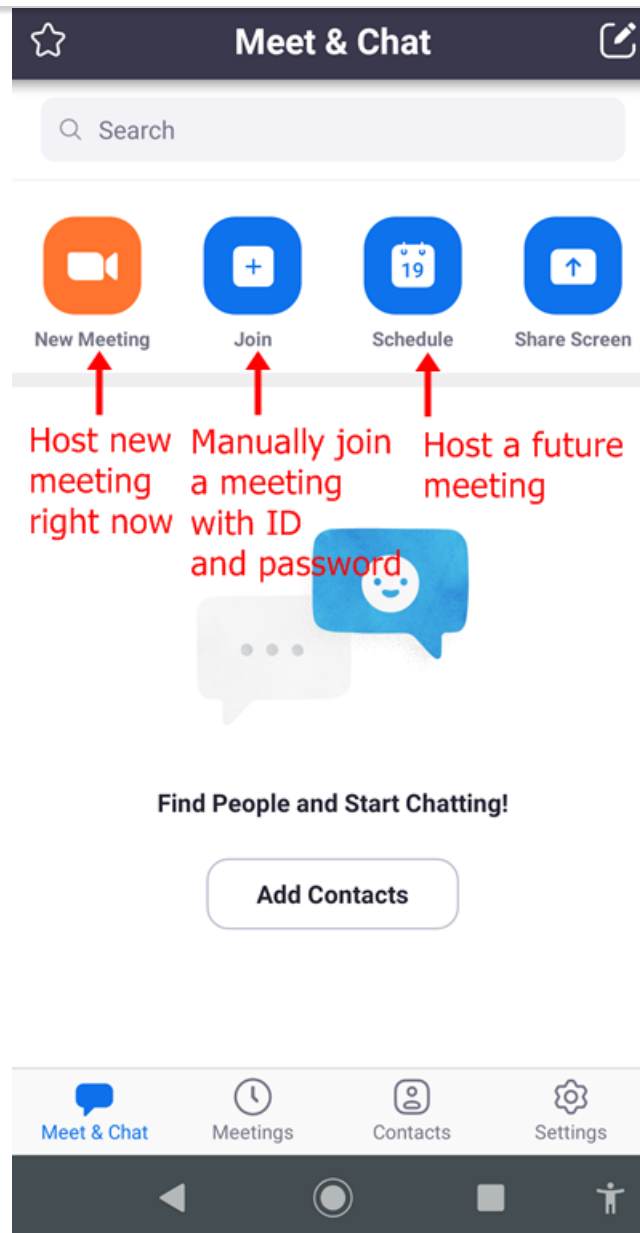 Meet & Chat
Search
19
New Meeting
Join
Schedule
Share Screen
Host new
meeting
right now
Manually join
a meeting
with ID
and password
Host a future
meeting
Find People and Start Chatting!
Add Contacts
Meet & Chat
Meetings
Contacts
Settings